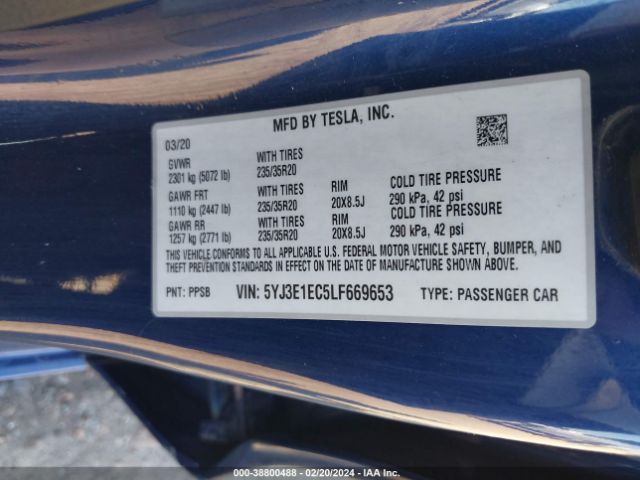 MFD BY TESLA, INC.
03/20
GVWR WITH TIRES
2301 kg (5072 lb) 235/35R20
GAWR FRT WITH TIRES RIM COLD TIRE PRESSURE
1110 kg (2447 lb) 235/35R20 20X8.5J 290 kPa, 42 psi
GAWR RR WITH TIRES RIM COLD TIRE PRESSURE
1257 kg (2771 lb) 235/35R20 20X8.5J 290 kPa, 42 psi
THIS VEHICLE CONFORMS TO ALL APPLICABLE U.S. FEDERAL MOTOR VEHICLE SAFETY, BUMPER, AND
THEFT PREVENTION STANDARDS IN EFFECT ON THE DATE OF MANUFACTURE SHOWN ABOVE.
PNT: PPSB VIN: 5YJ3E1EC5LF669653 TYPE: PASSENGER CAR
000-38800488 - 02/20/2024 - IAA Inc.